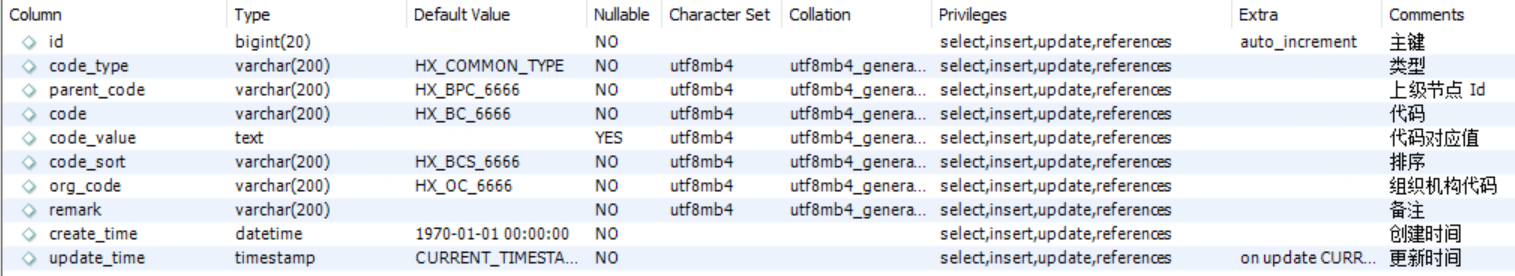 Column Type Default Value Nullable Character Set Collation Privileges Extra Comments
id bigint(20) NO select,insert,update,references auto_increment 主键
code_type varchar(200) HX_COMMON_TYPE NO utf8mb4 utf8mb4_genera... select,insert,update,references 类型
parent_code varchar(200) HX_BPC_6666 NO utf8mb4 utf8mb4_genera... select,insert,update,references 上级节点 Id
code varchar(200) HX_BC_6666 NO utf8mb4 utf8mb4_genera... select,insert,update,references 代码
code_value text YES utf8mb4 utf8mb4_genera... select,insert,update,references 代码对应值
code_sort varchar(200) HX_BCS_6666 NO utf8mb4 utf8mb4_genera... select,insert,update,references 排序
org_code varchar(200) HX_OC_6666 NO utf8mb4 utf8mb4_genera... select,insert,update,references 组织机构代码
remark varchar(200) NO utf8mb4 utf8mb4_genera... select,insert,update,references 备注
create_time datetime 1970-01-01 00:00:00 NO select,insert,update,references 创建时间
update_time timestamp CURRENT_TIMESTA... NO select,insert,update,references on update CURR... 更新时间